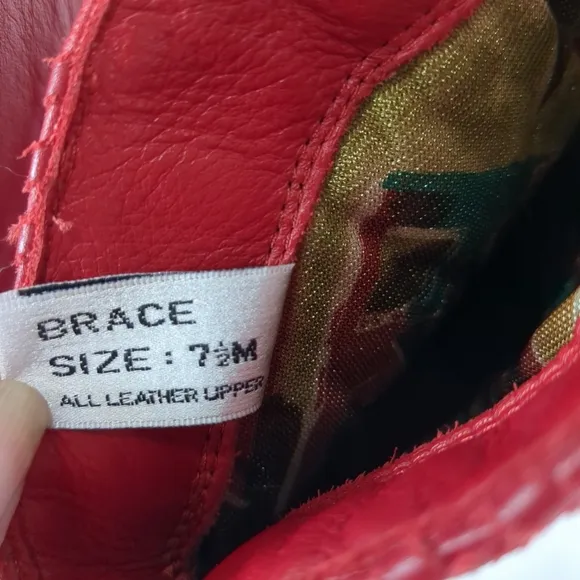 BRACE
SIZE : 7½M
ALL LEATHER UPPER